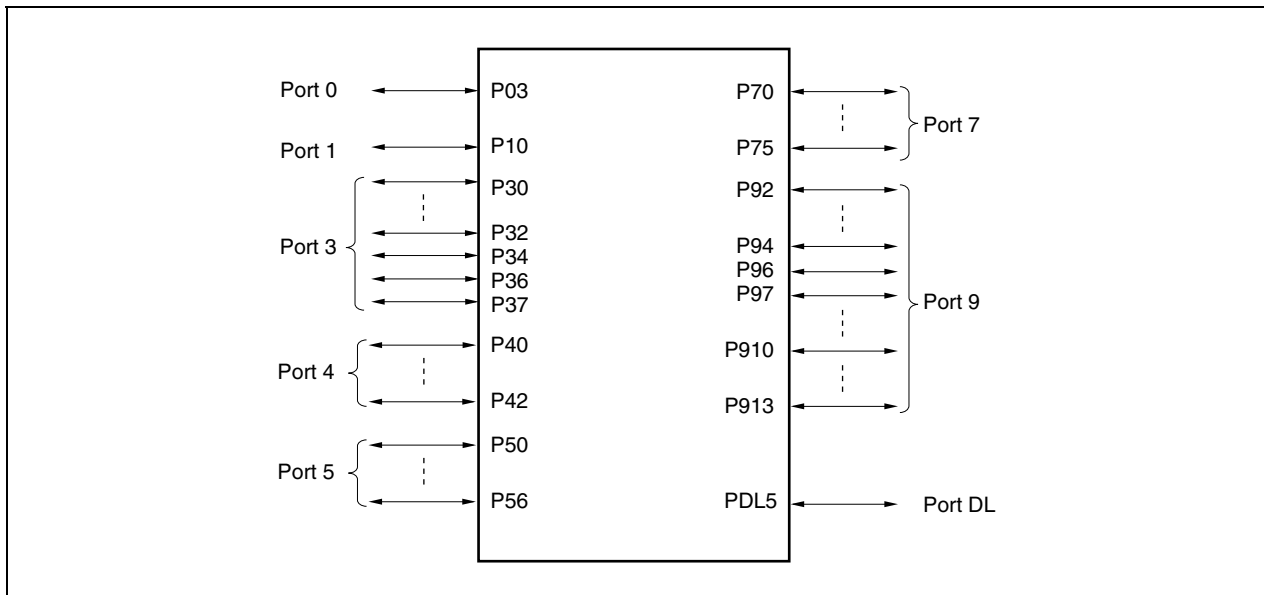 Port 0
P03
Port 1
P10
Port 3
P30
P32
P34
P36
P37
Port 4
P40
P42
Port 5
P50
P56
P70
P75
Port 7
P92
P94
P96
P97
P910
P913
Port 9
PDL5
Port DL